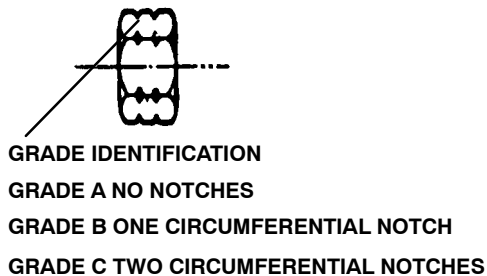 GRADE IDENTIFICATION
GRADE A NO NOTCHES
GRADE B ONE CIRCUMFERENTIAL NOTCH
GRADE C TWO CIRCUMFERENTIAL NOTCHES